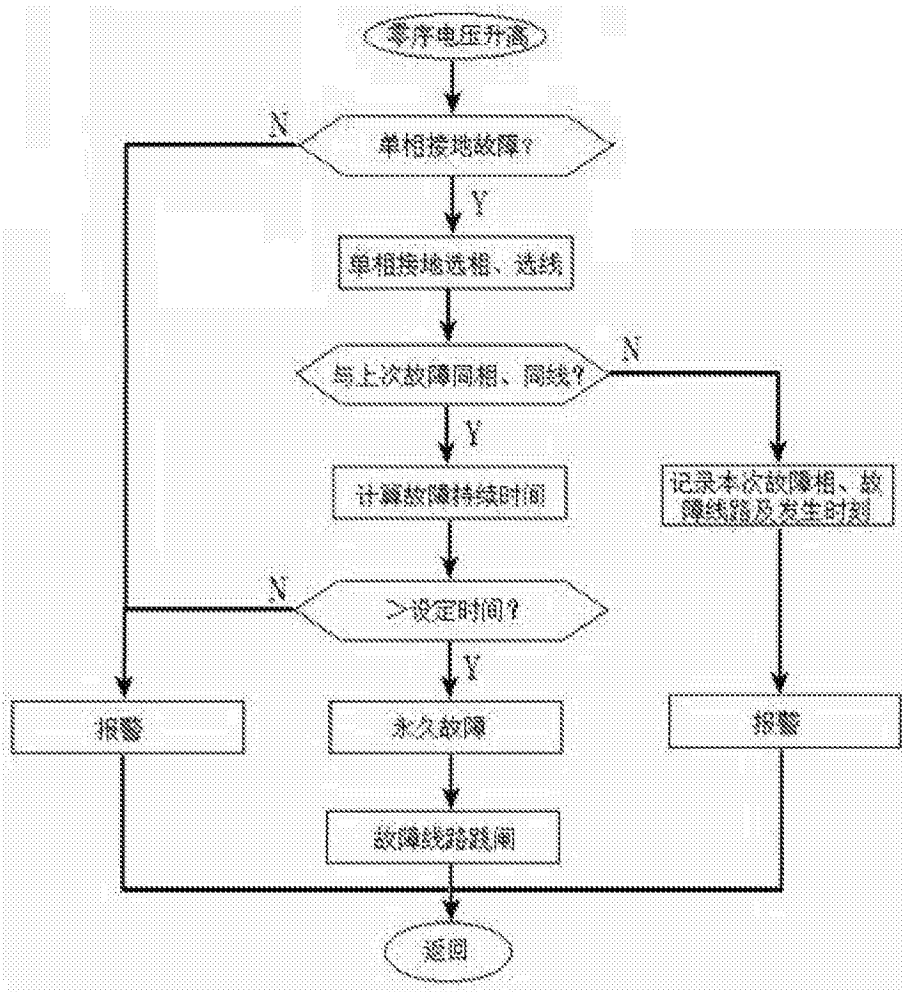 零序电压升高
N
单相接地故障?
Y
单相接地选相、选线
N
与上次故障同相、同线?
Y
计算故障持续时间
记录本次故障相、故
障线路及发生时刻
N
>设定时间?
Y
报警
永久故障
报警
故障线路跳闸
返回